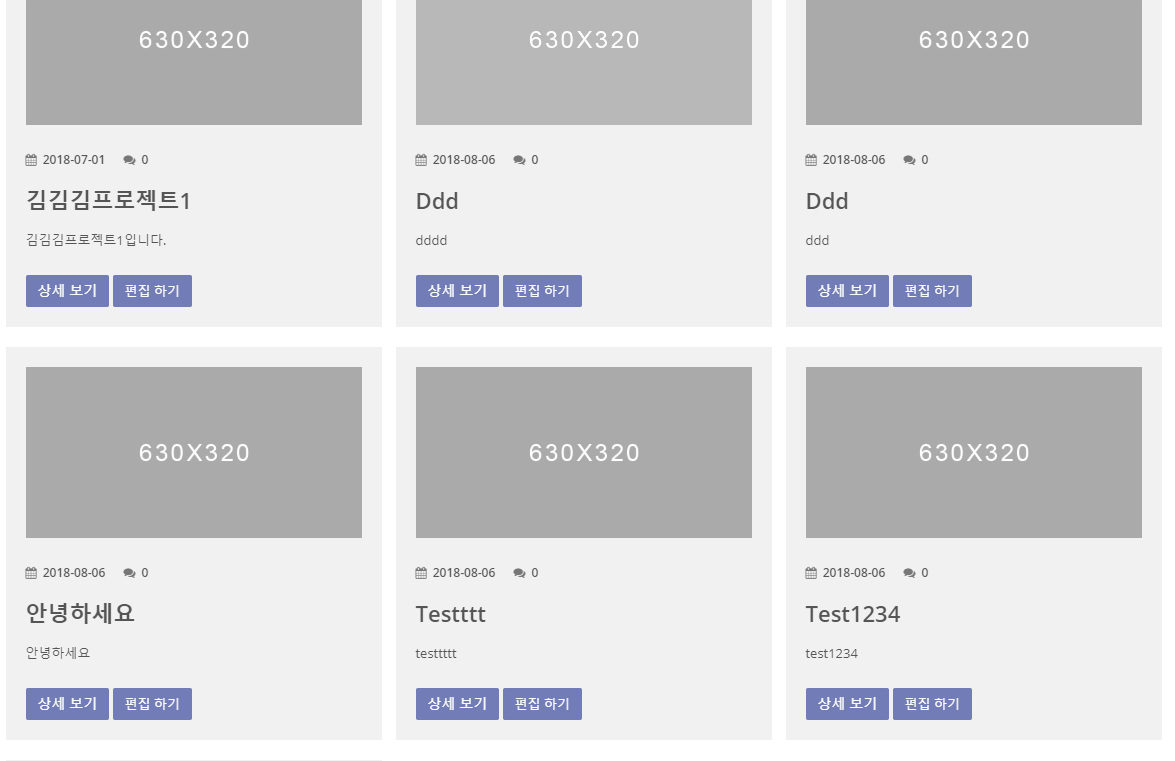 630X320 630X320 630X320
2018-07-01 0 2018-08-06 0 2018-08-06 0
김김김프로젝트1 Ddd Ddd
김김김프로젝트1입니다. dddd ddd
상세 보기 편집 하기 상세 보기 편집 하기 상세 보기 편집 하기
630X320 630X320 630X320
2018-08-06 0 2018-08-06 0 2018-08-06 0
안녕하세요 Testttt Test1234
안녕하세요 testtttt test1234
상세 보기 편집 하기 상세 보기 편집 하기 상세 보기 편집 하기